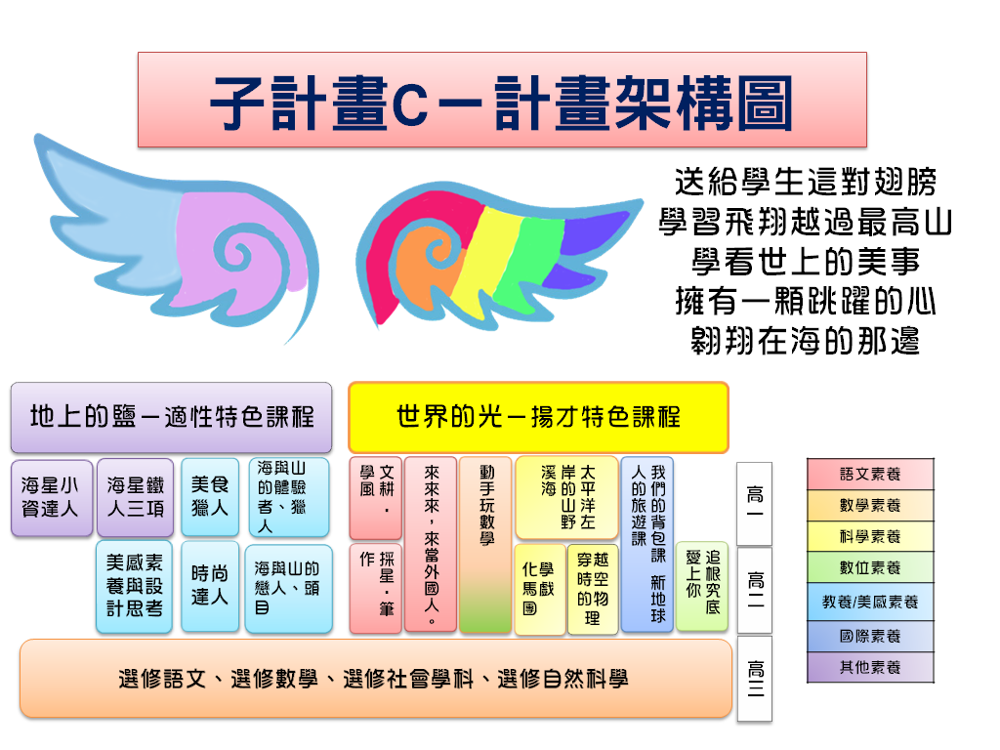 子計畫C－計畫架構圖
送給學生這對翅膀
學習飛翔越過最高山
學看世上的美事
擁有一顆跳躍的心
翱翔在海的那邊
地上的鹽－適性特色課程
世界的光－揚才特色課程
海星小
資達人
海星鐵
人三項
美食
獵人
海與山
的體驗
者、獵
人
文耕．
學風
來來來，來當外國人。
動手玩數學
太平洋左
岸的山野
溪海
我們的背包課 新地球
人的旅遊課
高一
美感素
養與設
計思考
時尚
達人
海與山的
戀人、頭
目
採星．筆
作
學戲
化馬團
越空物理
穿時的
追根究底
愛上你
高二
選修語文、選修數學、選修社會學科、選修自然科學
高三
語文素養
數學素養
科學素養
數位素養
教養/美感素養
國際素養
其他素養